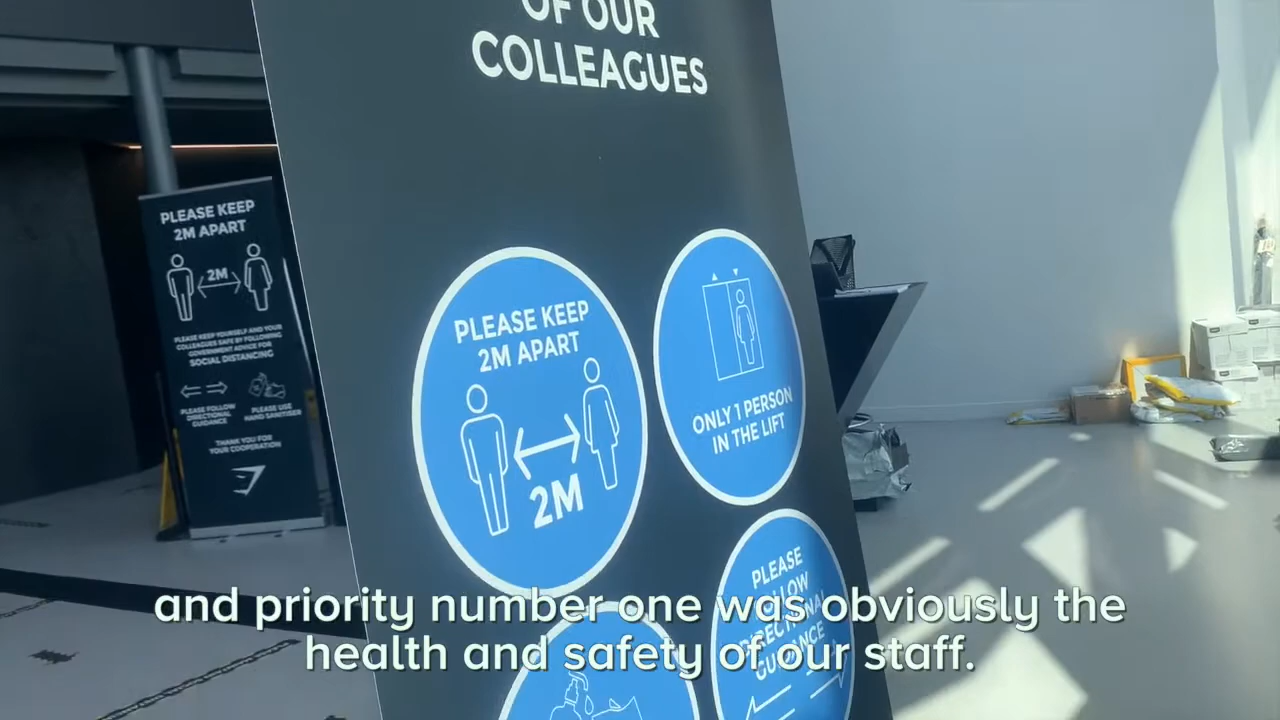 OF OUR
COLLEAGUES
PLEASE KEEP
2M APART
2M
PLEASE KEEP YOURSELF AND YOUR
COLLEAGUES SAFE BY FOLLOWING
GOVERNMENT ADVICE FOR
SOCIAL DISTANCING
PLEASE FOLLOW
DIRECTIONAL
GUIDANCE
PLEASE USE
HAND SANITISER
THANK YOU FOR
YOUR COOPERATION
PLEASE KEEP
2M APART
2M
ONLY 1 PERSON
IN THE LIFT
PLEASE
FOLLOW
DIRECTIONAL
GUIDANCE
and priority number one was obviously the
health and safety of our staff.